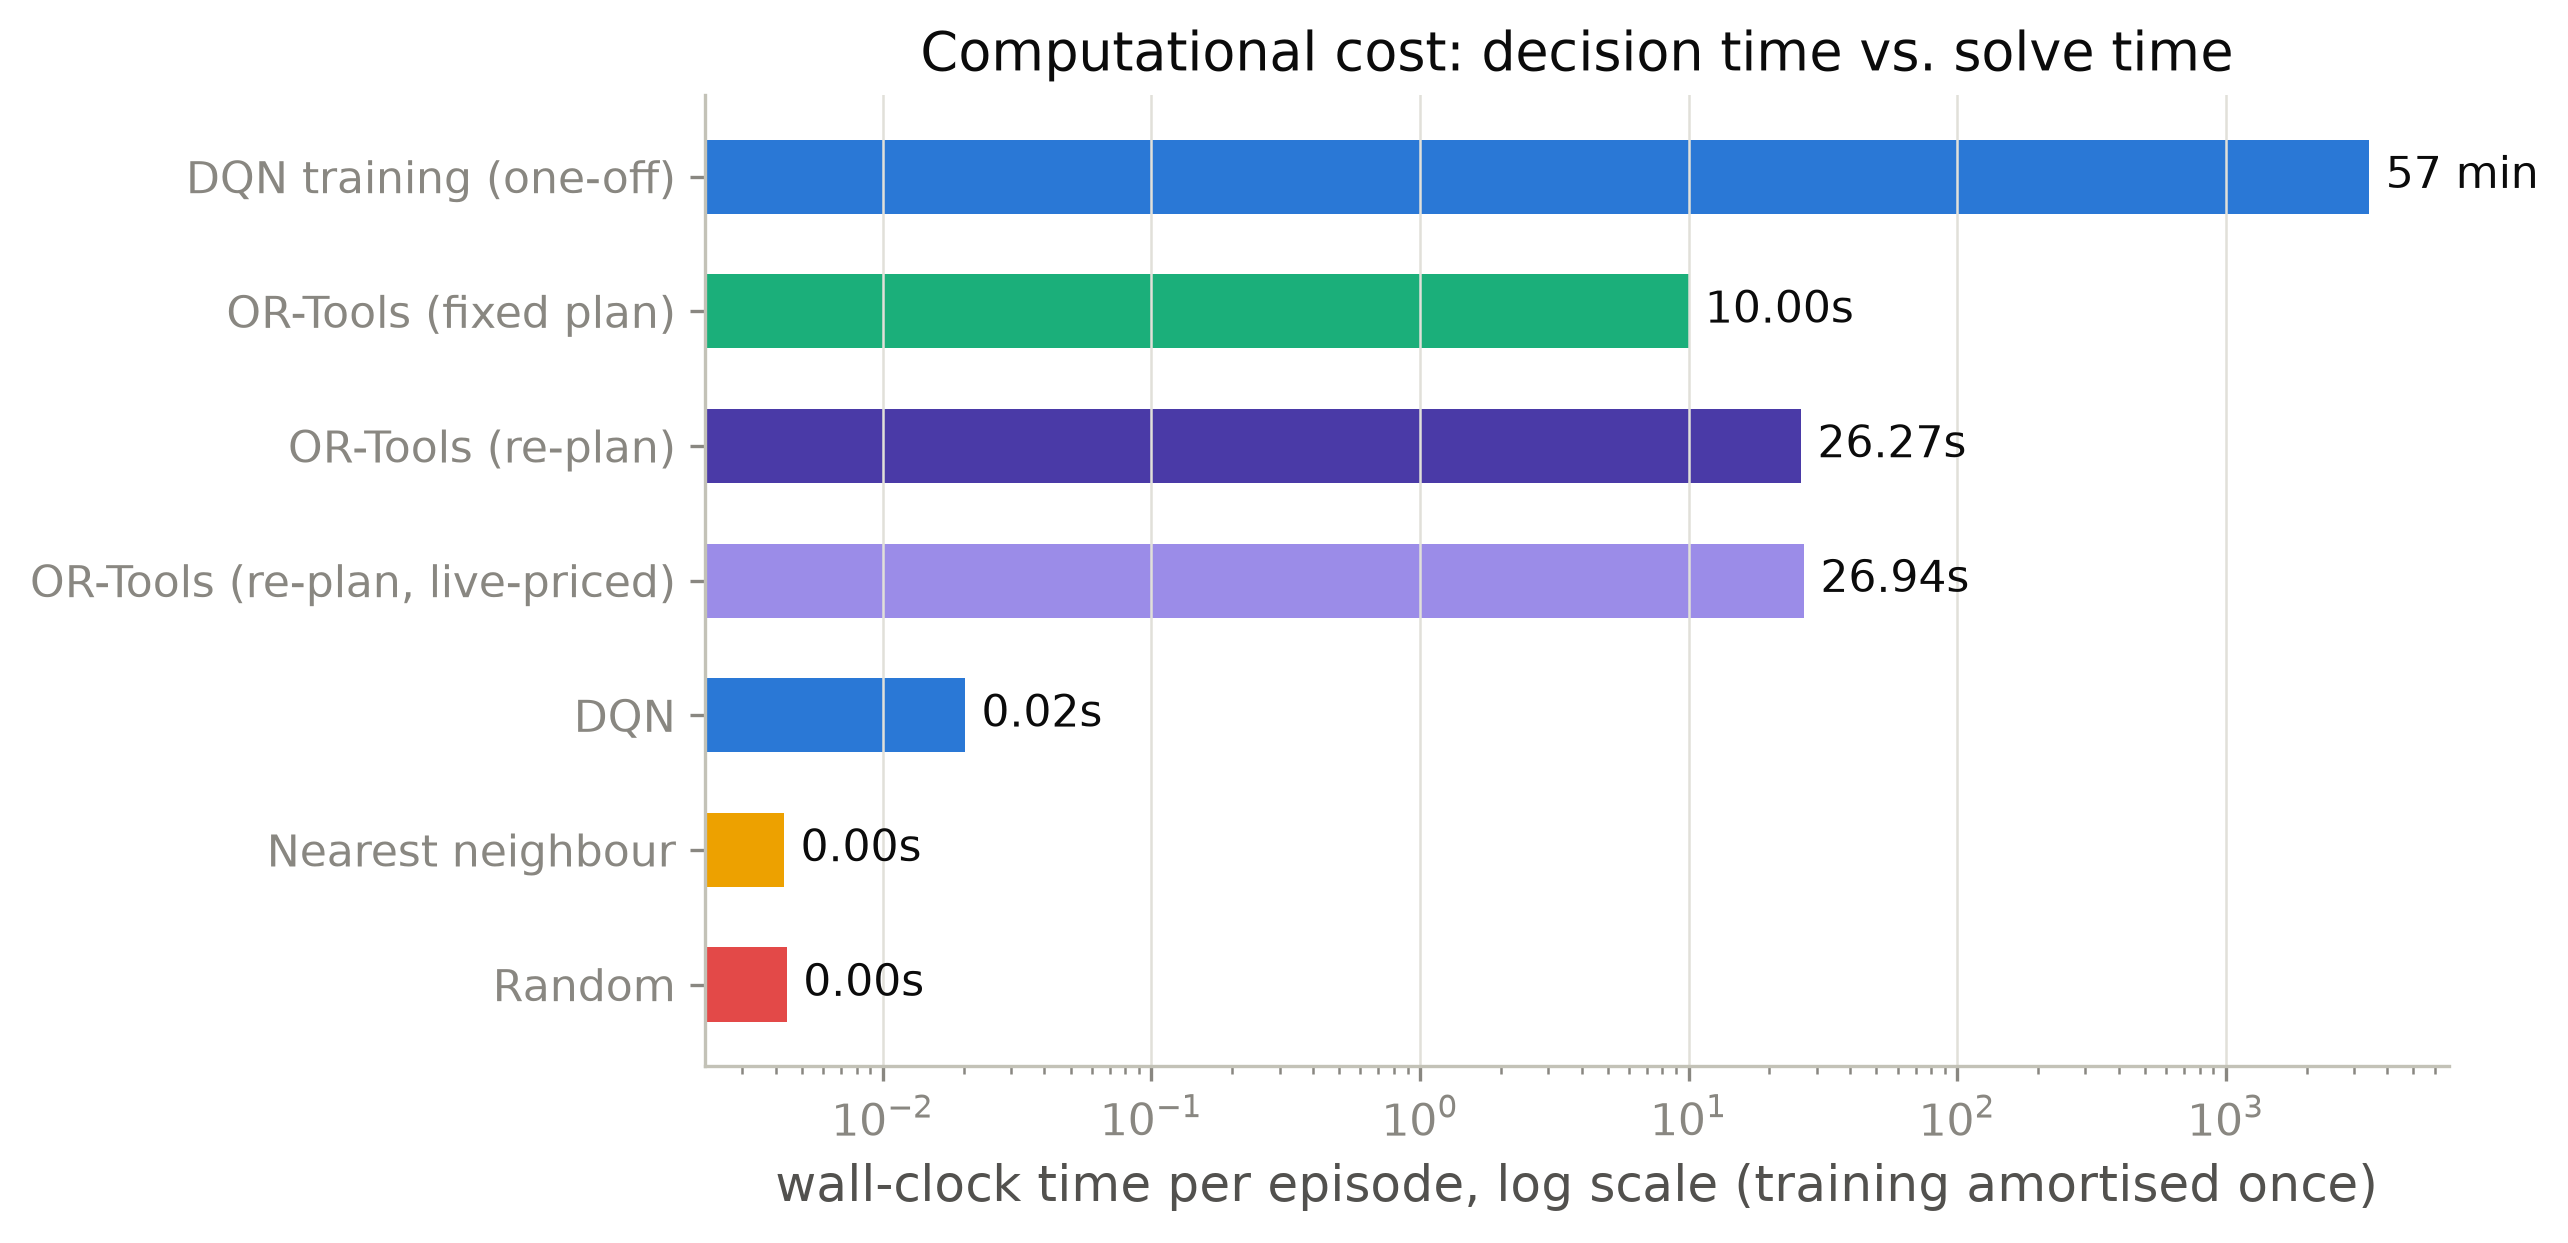 Computational cost: decision time vs. solve time
DQN training (one-off)
57 min
OR-Tools (fixed plan)
10.00s
OR-Tools (re-plan)
26.27s
OR-Tools (re-plan, live-priced)
26.94s
DQN
0.02s
Nearest neighbour
0.00s
Random
0.00s
10⁻² 10⁻¹ 10⁰ 10¹ 10² 10³
wall-clock time per episode, log scale (training amortised once)